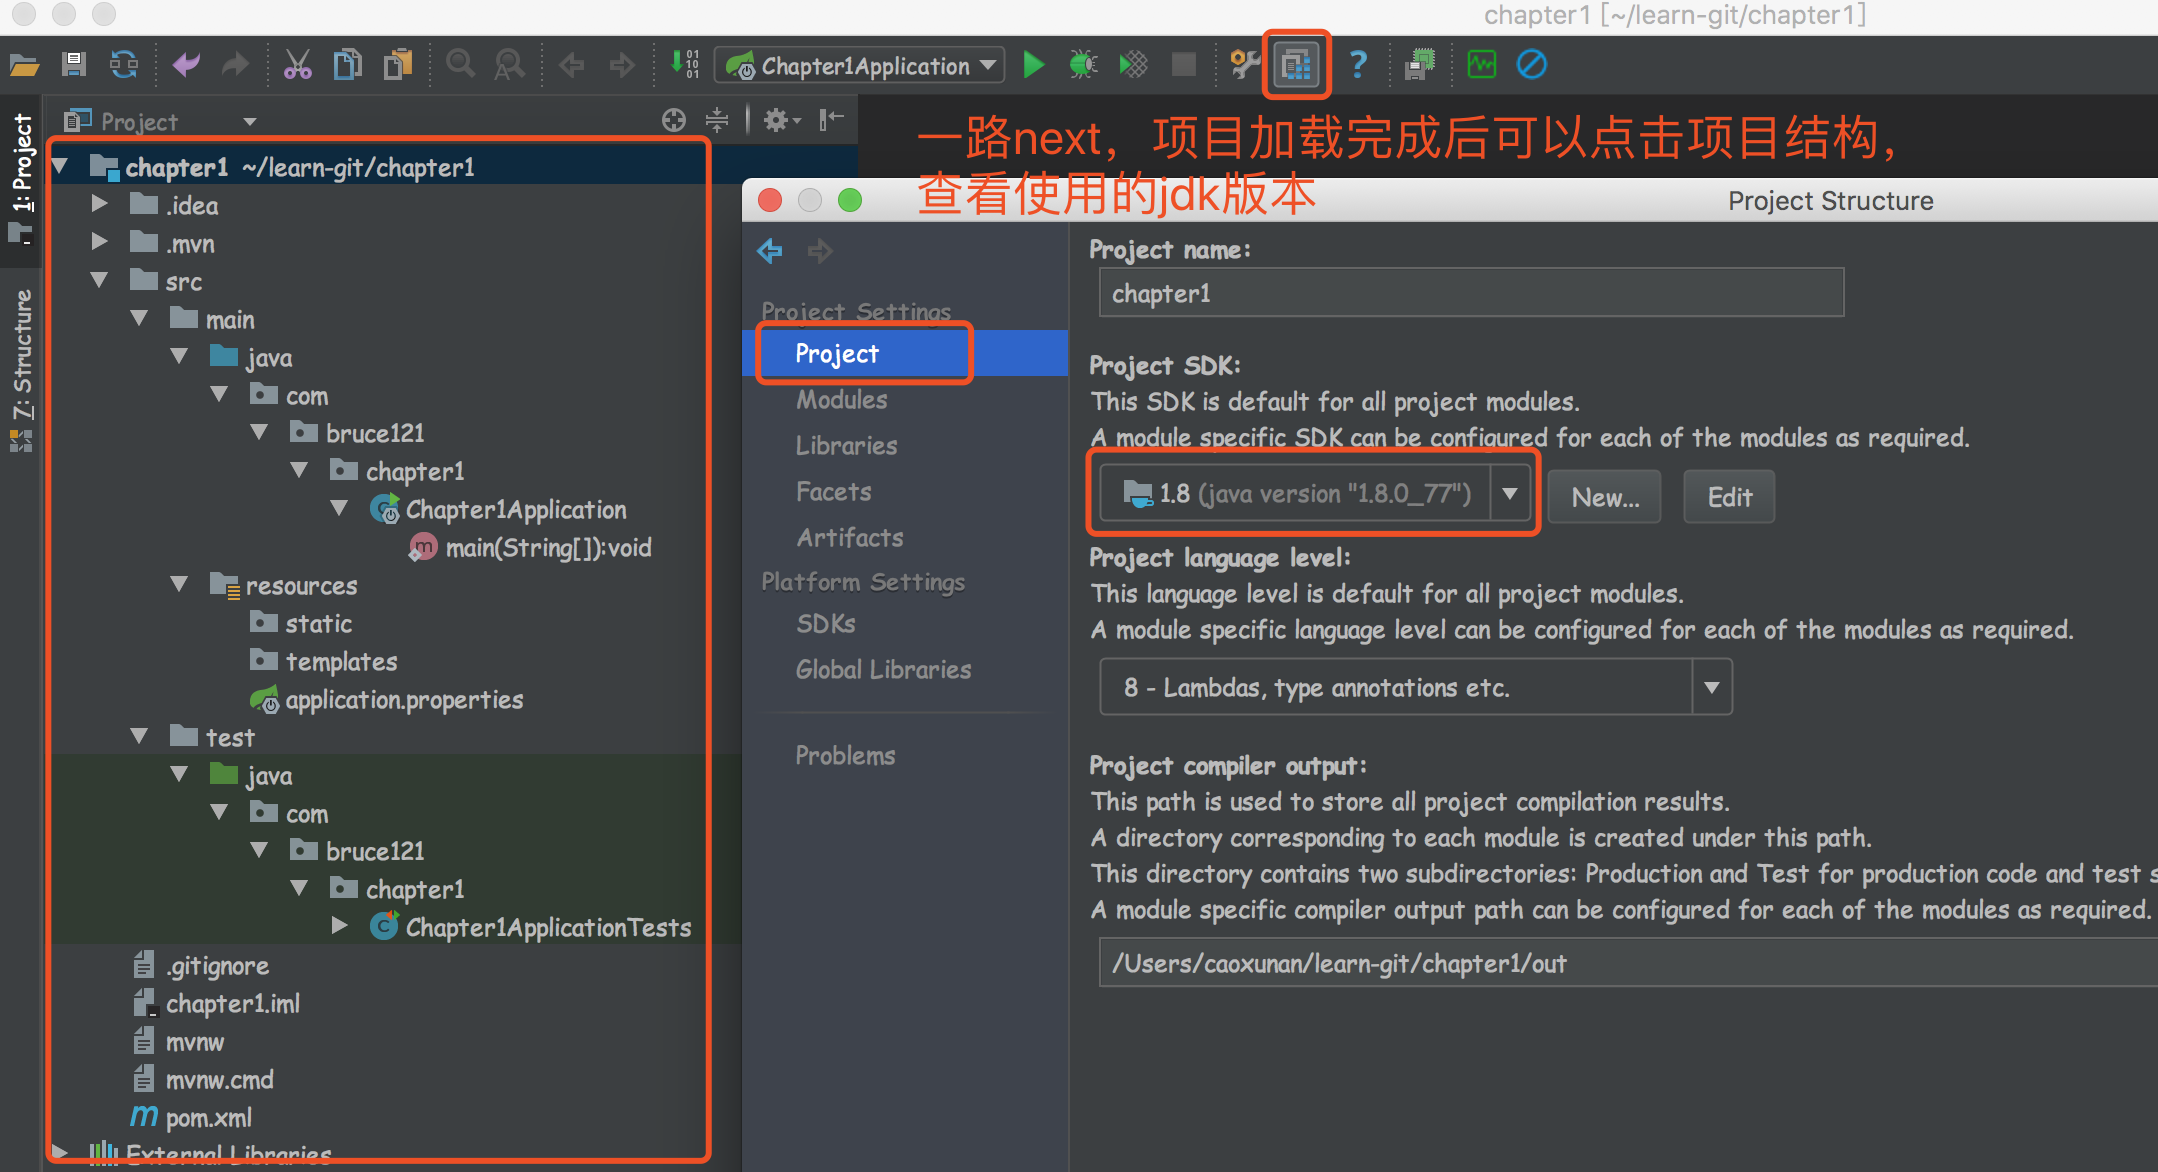 chapter1 [~/learn-git/chapter1]
Chapter1Application
1: Project
7: Structure
Project
一路next，项目加载完成后可以点击项目结构，
查看使用的jdk版本
chapter1 ~/learn-git/chapter1
.idea
.mvn
src
main
java
com
bruce121
chapter1
Chapter1Application
main(String[]):void
resources
static
templates
application.properties
test
java
com
bruce121
chapter1
Chapter1ApplicationTests
.gitignore
chapter1.iml
mvnw
mvnw.cmd
pom.xml
External Libraries
Project Structure
Project Settings
Project
Modules
Libraries
Facets
Artifacts
Platform Settings
SDKs
Global Libraries
Problems
Project name:
chapter1
Project SDK:
This SDK is default for all project modules.
A module specific SDK can be configured for each of the modules as required.
1.8 (java version "1.8.0_77")
New...
Edit
Project language level:
This language level is default for all project modules.
A module specific language level can be configured for each of the modules as required.
8 - Lambdas, type annotations etc.
Project compiler output:
This path is used to store all project compilation results.
A directory corresponding to each module is created under this path.
This directory contains two subdirectories: Production and Test for production code and test s
A module specific compiler output path can be configured for each of the modules as required.
/Users/caoxunan/learn-git/chapter1/out